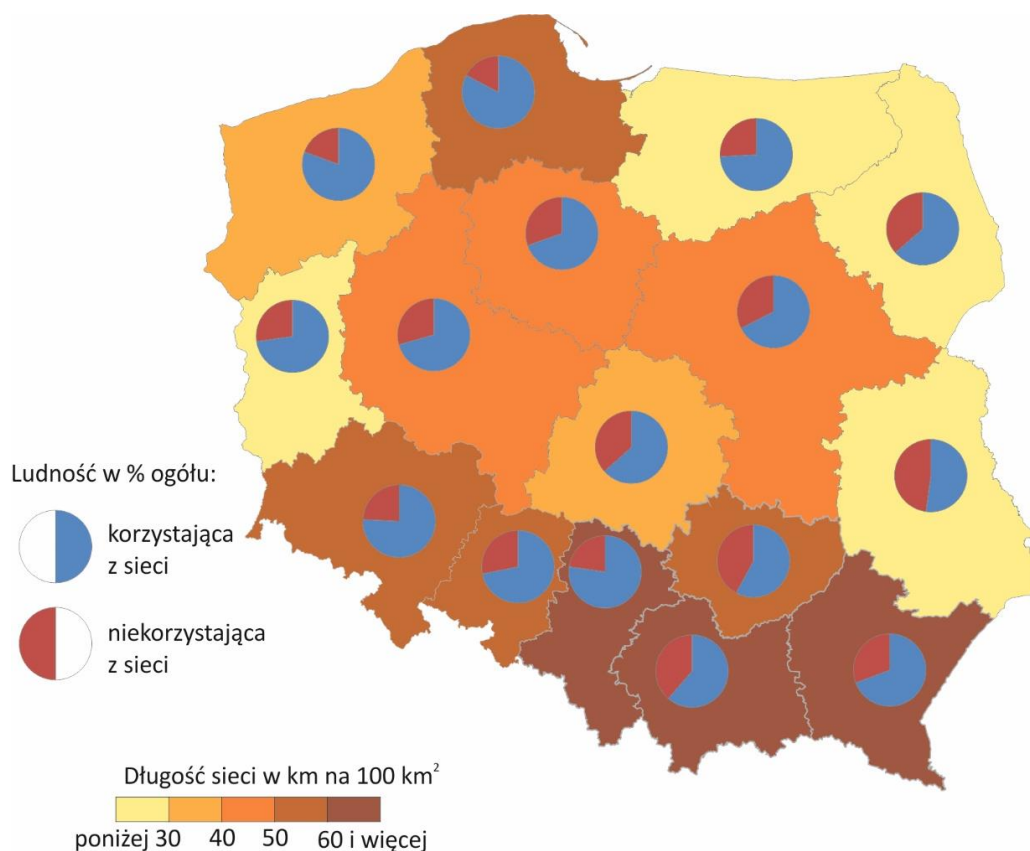 Ludność w % ogółu:
korzystająca
z sieci
niekorzystająca
z sieci
Długość sieci w km na 100 km²
poniżej 30 40 50 60 i więcej